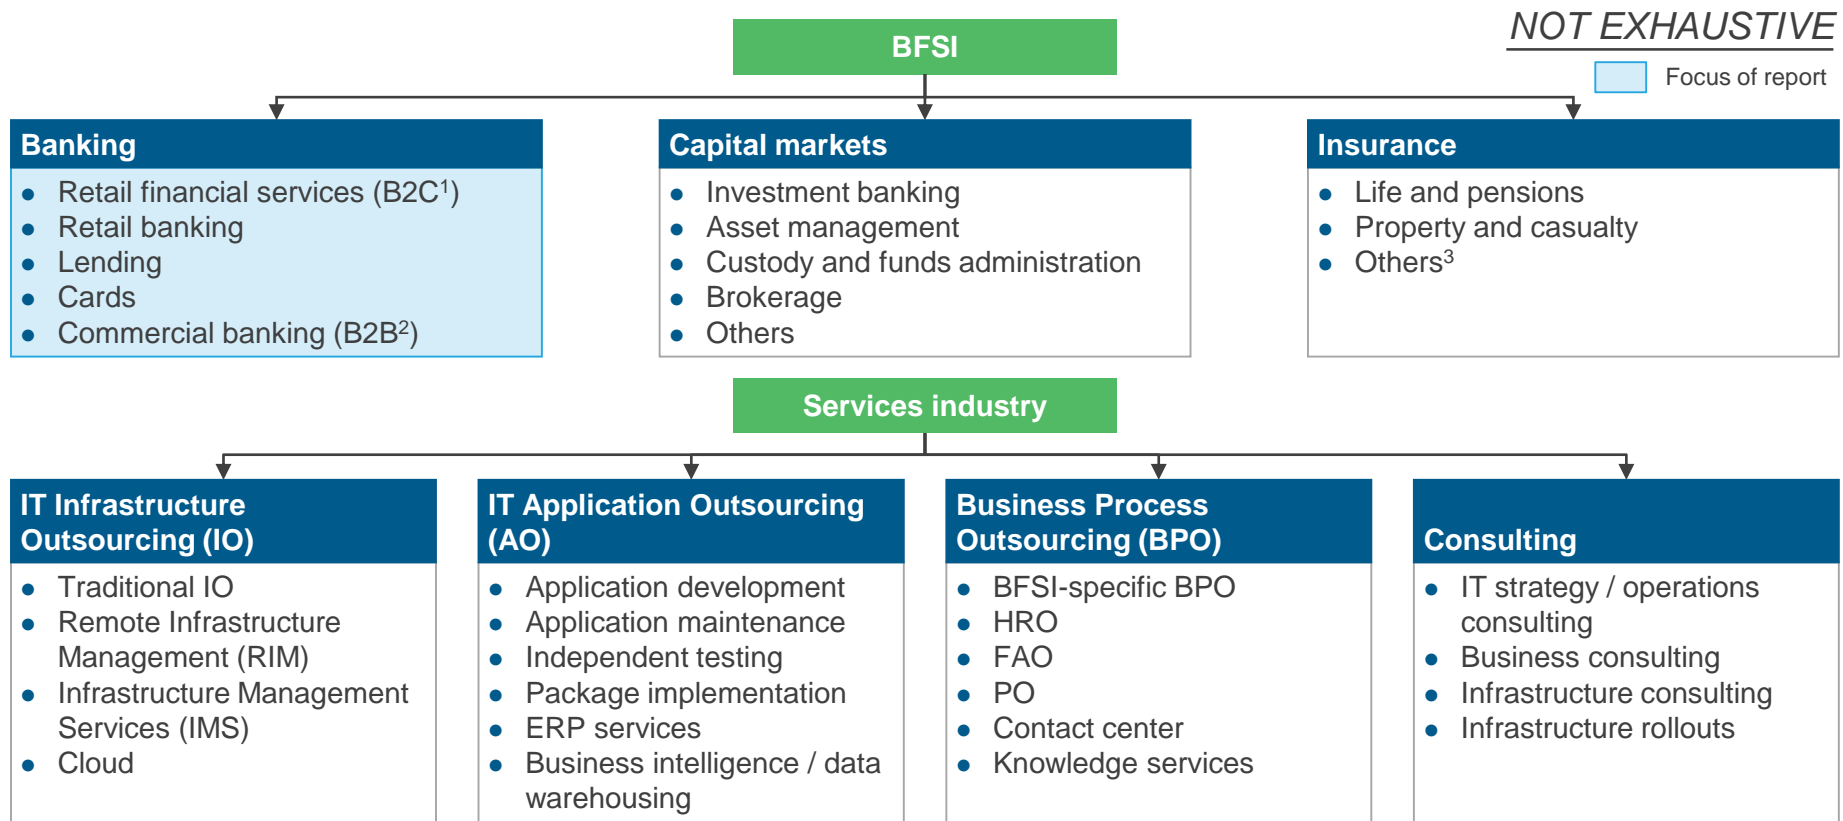 NOT EXHAUSTIVE
Focus of report
BFSI
Banking
● Retail financial services (B2C¹)
● Retail banking
● Lending
● Cards
● Commercial banking (B2B²)
Capital markets
● Investment banking
● Asset management
● Custody and funds administration
● Brokerage
● Others
Insurance
● Life and pensions
● Property and casualty
● Others³
Services industry
IT Infrastructure
Outsourcing (IO)
● Traditional IO
● Remote Infrastructure
Management (RIM)
● Infrastructure Management
Services (IMS)
● Cloud
IT Application Outsourcing
(AO)
● Application development
● Application maintenance
● Independent testing
● Package implementation
● ERP services
● Business intelligence / data
warehousing
Business Process
Outsourcing (BPO)
● BFSI-specific BPO
● HRO
● FAO
● PO
● Contact center
● Knowledge services
Consulting
● IT strategy / operations
consulting
● Business consulting
● Infrastructure consulting
● Infrastructure rollouts